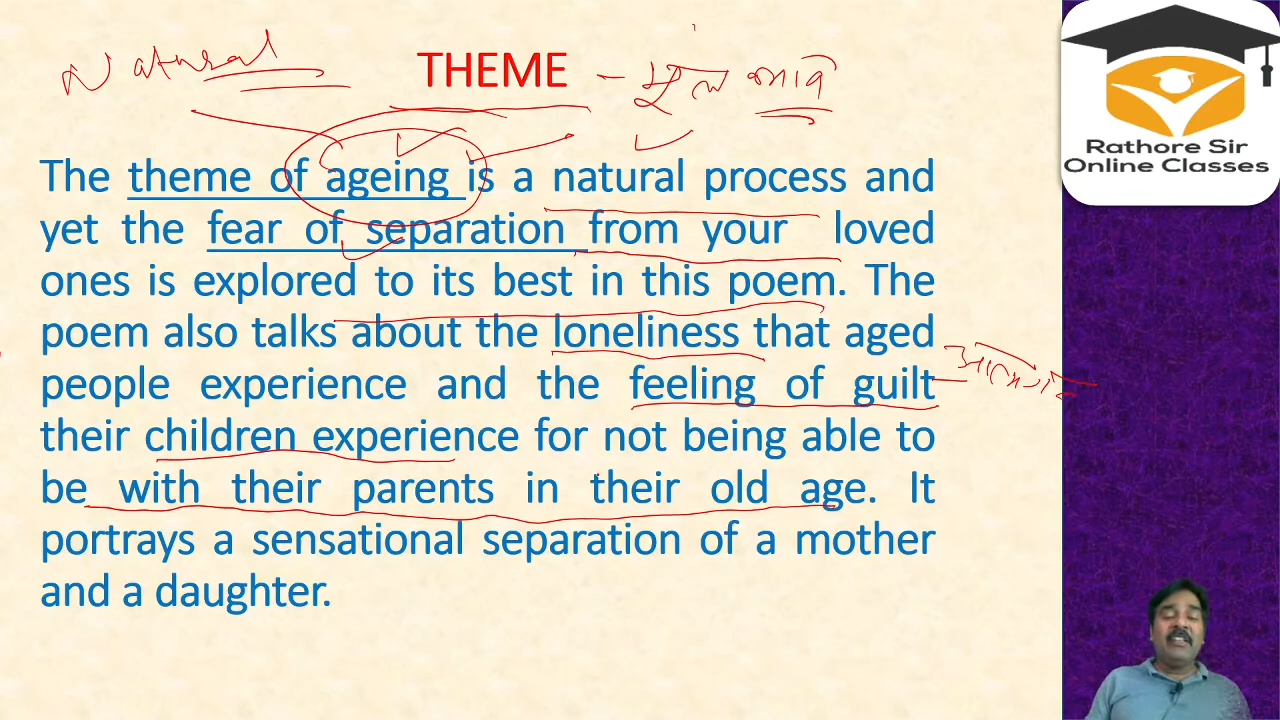 Natural
THEME - मूल भाव
The theme of ageing is a natural process and
yet the fear of separation from your loved
ones is explored to its best in this poem. The
poem also talks about the loneliness that aged
people experience and the feeling of guilt
their children experience for not being able to
be with their parents in their old age. It
portrays a sensational separation of a mother
and a daughter.
Rathore Sir
Online Classes